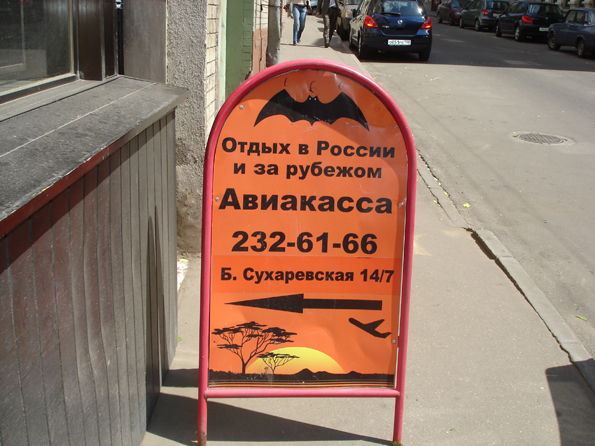 Отдых в России
и за рубежом
Авиакасса
232-61-66
Б. Сухаревская 14/7